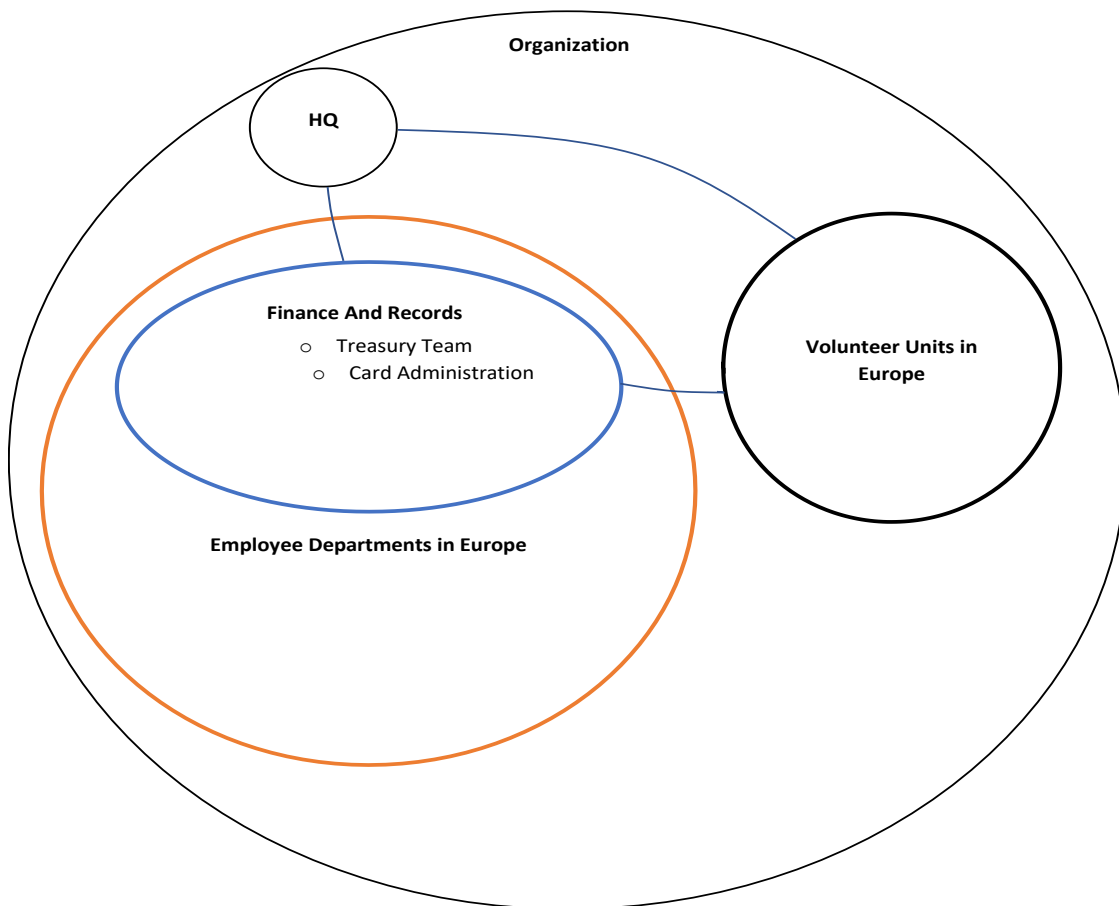 Organization
HQ
Finance And Records
o Treasury Team
o Card Administration
Volunteer Units in
Europe
Employee Departments in Europe